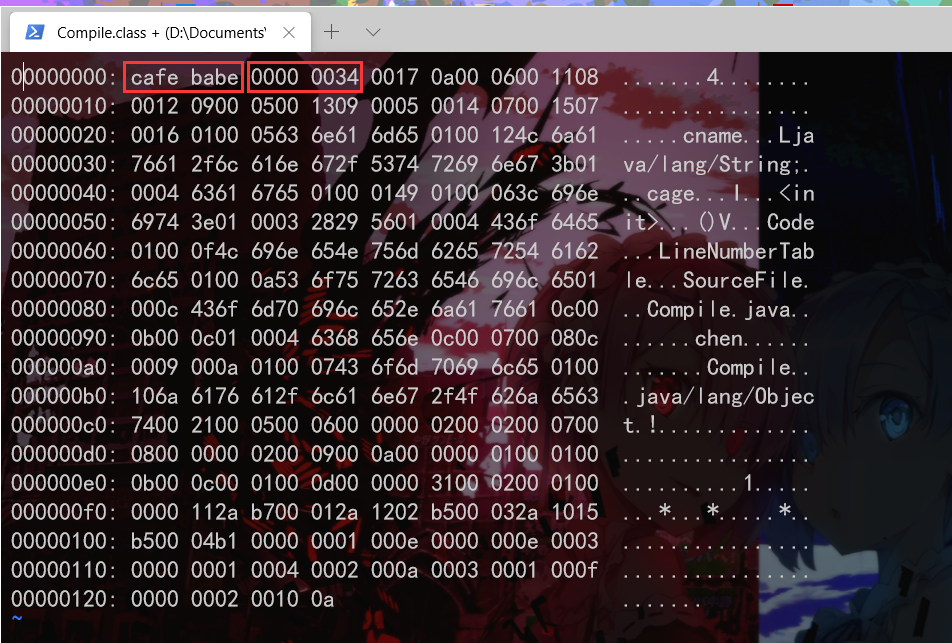 Compile.class + (D:\Documents'
00000000: cafe babe 0000 0034 0017 0a00 0600 1108  .......4........
00000010: 0012 0900 0500 1309 0005 0014 0700 1507  ................
00000020: 0016 0100 0563 6e61 6d65 0100 124c 6a61  .....cname...Lja
00000030: 7661 2f6c 616e 672f 5374 7269 6e67 3b01  va/lang/String;.
00000040: 0004 6361 6765 0100 0149 0100 063c 696e  ..cage...I...<in
00000050: 6974 3e01 0003 2829 5601 0004 436f 6465  it>...()V...Code
00000060: 0100 0f4c 696e 654e 756d 6265 7254 6162  ...LineNumberTab
00000070: 6c65 0100 0a53 6f75 7263 6546 696c 6501  le...SourceFile.
00000080: 000c 436f 6d70 696c 652e 6a61 7661 0c00  ..Compile.java..
00000090: 0b00 0c01 0004 6368 656e 0c00 0700 080c  ......chen......
000000a0: 0009 000a 0100 0743 6f6d 7069 6c65 0100  .......Compile..
000000b0: 106a 6176 612f 6c61 6e67 2f4f 626a 6563  .java/lang/Objec
000000c0: 7400 2100 0500 0600 0000 0200 0200 0700  t.!.............
000000d0: 0800 0000 0200 0900 0a00 0000 0100 0100  ................
000000e0: 0b00 0c00 0100 0d00 0000 3100 0200 0100  ..........1.....
000000f0: 0000 112a b700 012a 1202 b500 032a 1015  ...*...*.....*..
00000100: b500 04b1 0000 0001 000e 0000 000e 0003  ................
00000110: 0000 0001 0004 0002 000a 0003 0001 000f  ................
00000120: 0000 0002 0010 0a  .......
~